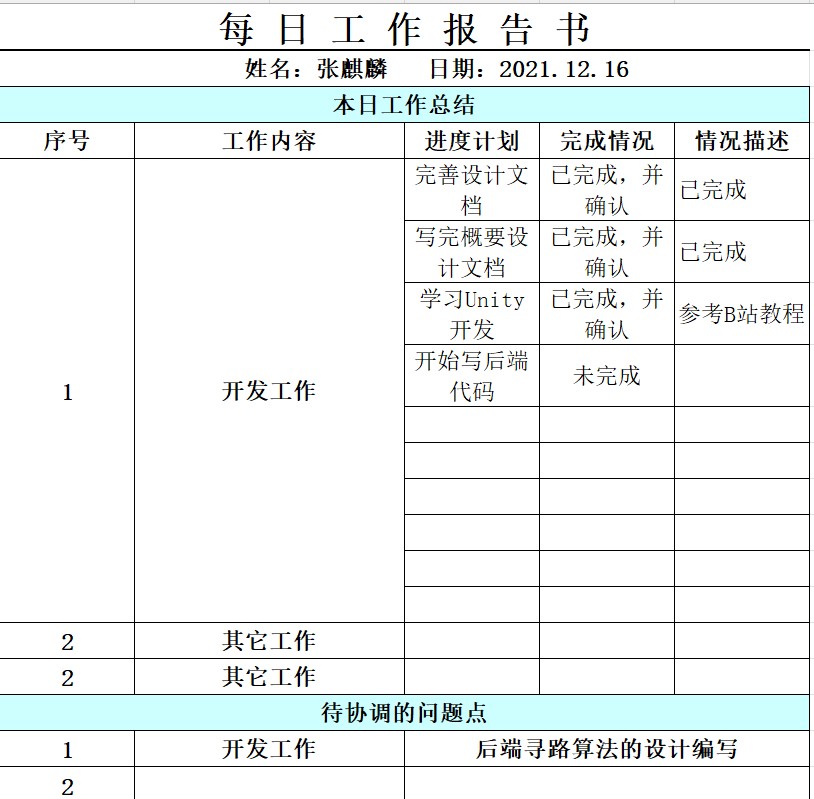 每日工作报告书
姓名：张麒麟 日期：2021.12.16
本日工作总结
序号 工作内容 进度计划 完成情况 情况描述
1 开发工作
完善设计文
档
已完成，并
确认
已完成
写完概要设
计文档
已完成，并
确认
已完成
学习Unity
开发
已完成，并
确认
参考B站教程
开始写后端
代码
未完成
2 其它工作
2 其它工作
待协调的问题点
1 开发工作 后端寻路算法的设计编写
2